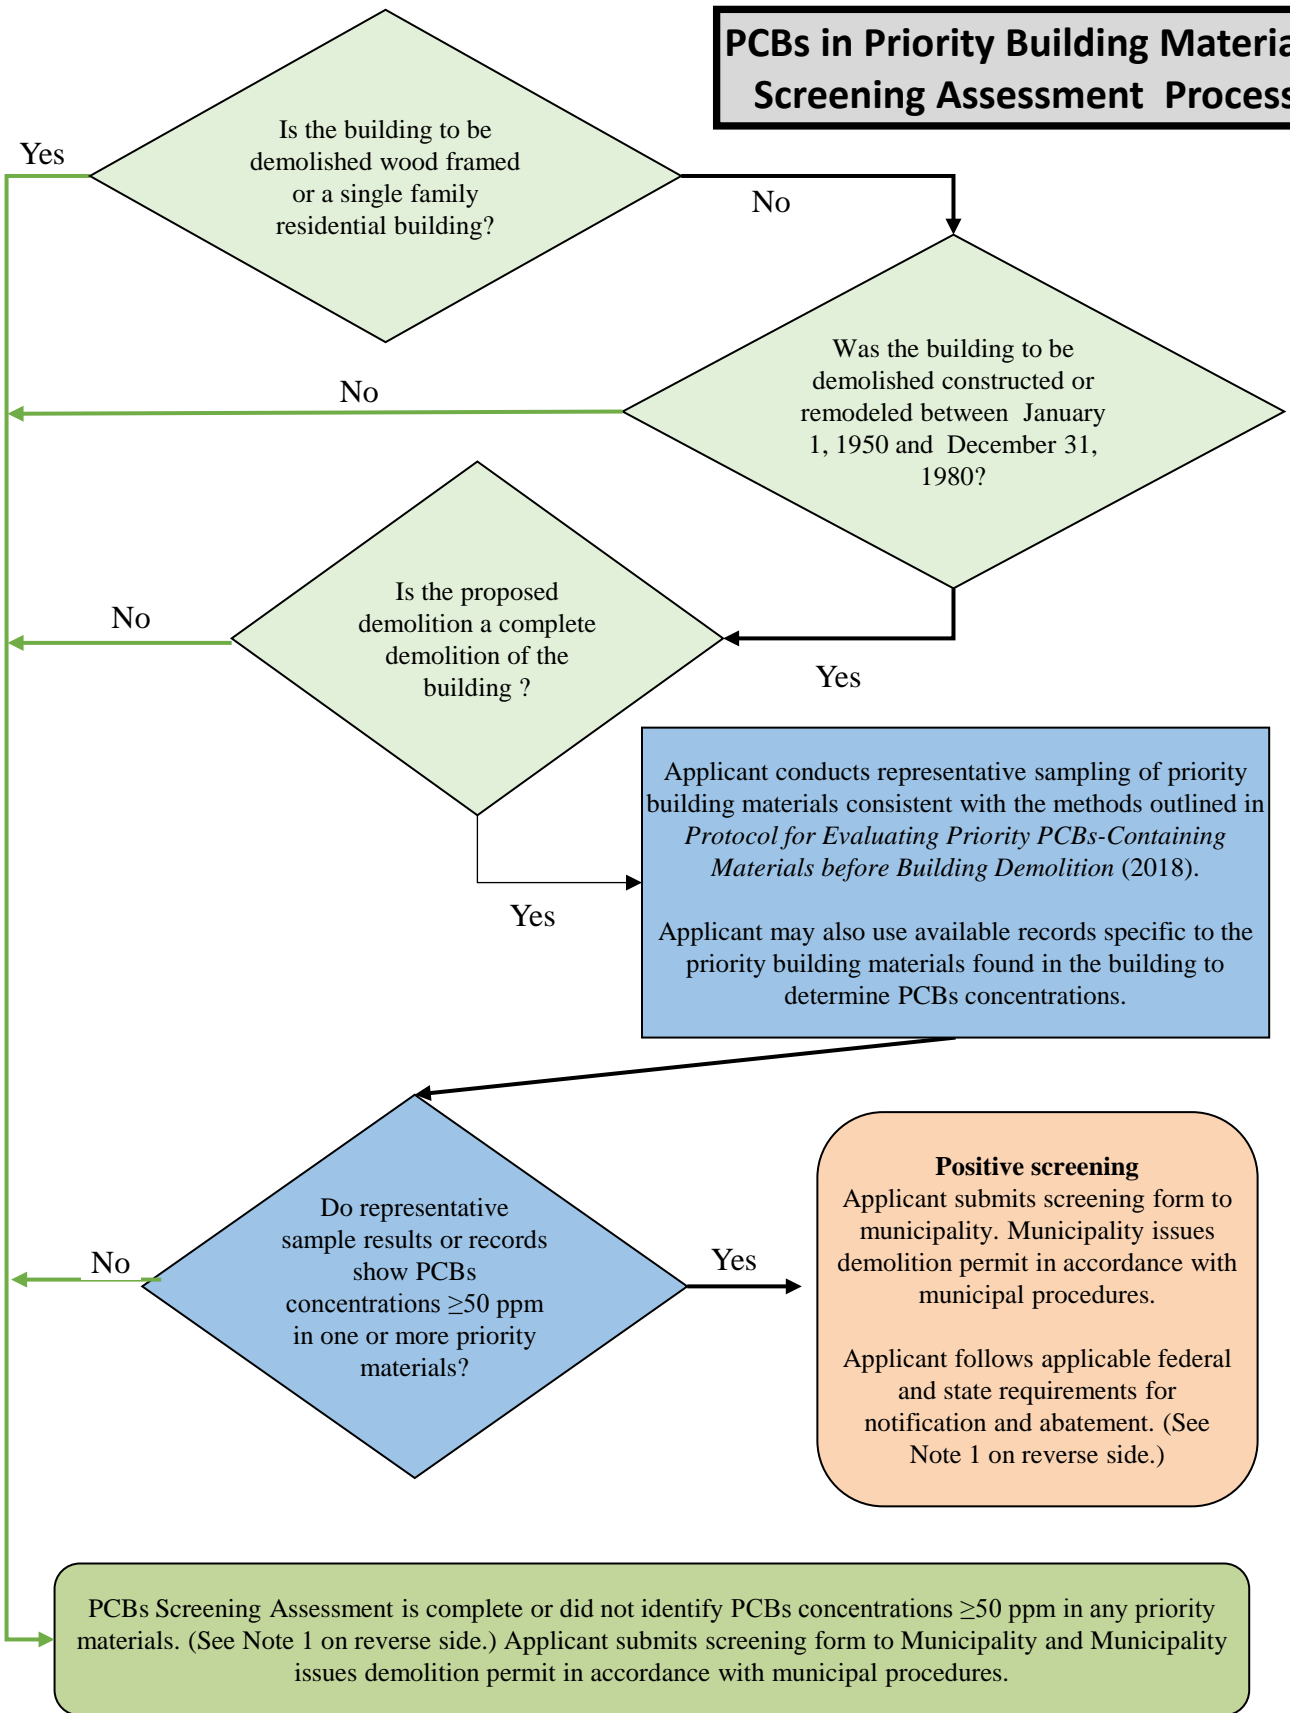 PCBs in Priority Building Materia
Screening Assessment Process
Is the building to be
demolished wood framed
or a single family
residential building?
Yes
No
Was the building to be
demolished constructed or
remodeled between January
1, 1950 and December 31,
1980?
No
Is the proposed
demolition a complete
demolition of the
building ?
No
Yes
Applicant conducts representative sampling of priority
building materials consistent with the methods outlined in
Protocol for Evaluating Priority PCBs-Containing
Materials before Building Demolition (2018).
Applicant may also use available records specific to the
priority building materials found in the building to
determine PCBs concentrations.
Yes
Do representative
sample results or records
show PCBs
concentrations ≥50 ppm
in one or more priority
materials?
No
Yes
Positive screening
Applicant submits screening form to
municipality. Municipality issues
demolition permit in accordance with
municipal procedures.
Applicant follows applicable federal
and state requirements for
notification and abatement. (See
Note 1 on reverse side.)
PCBs Screening Assessment is complete or did not identify PCBs concentrations ≥50 ppm in any priority
materials. (See Note 1 on reverse side.) Applicant submits screening form to Municipality and Municipality
issues demolition permit in accordance with municipal procedures.